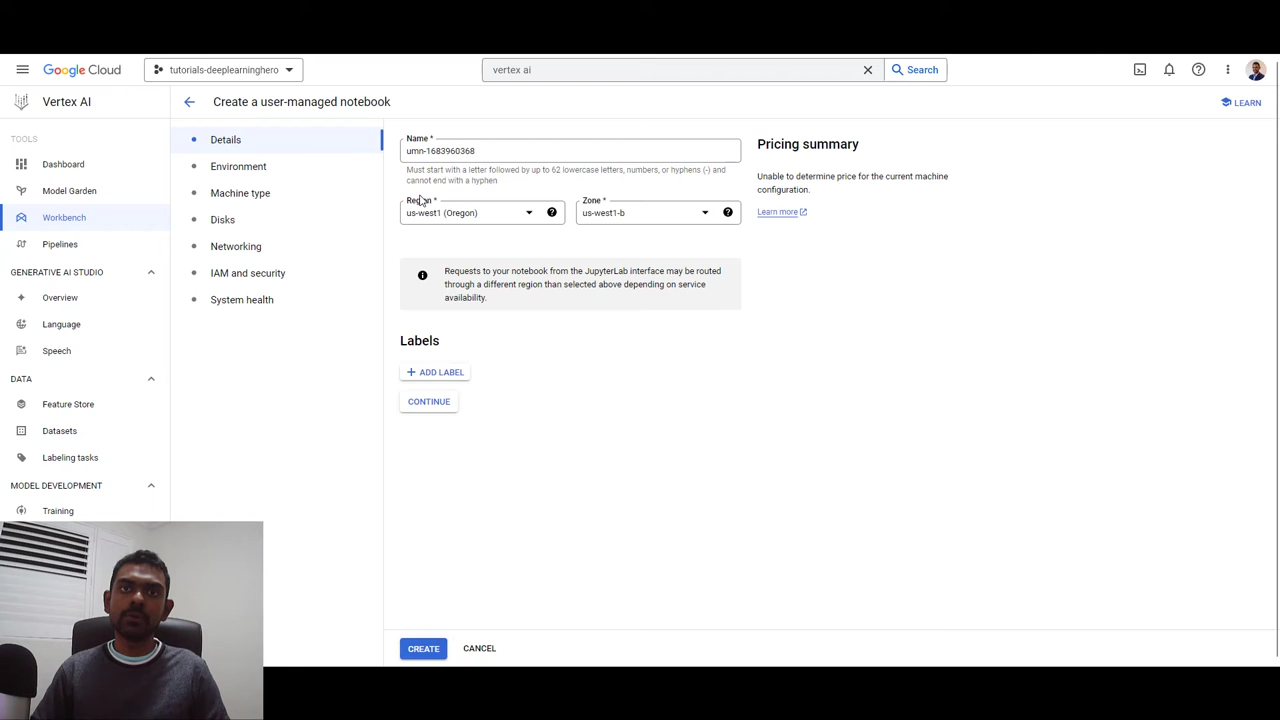 Google Cloud
tutorials-deeplearninghero
vertex ai
Search
Vertex AI
Create a user-managed notebook
LEARN
TOOLS
Dashboard
Model Garden
Workbench
Pipelines
GENERATIVE AI STUDIO
Overview
Language
Speech
DATA
Feature Store
Datasets
Labeling tasks
MODEL DEVELOPMENT
Training
Details
Environment
Machine type
Disks
Networking
IAM and security
System health
Name *
umn-1683960368
Must start with a letter followed by up to 62 lowercase letters, numbers, or hyphens (-) and
cannot end with a hyphen
Region *
us-west1 (Oregon)
Zone *
us-west1-b
Requests to your notebook from the JupyterLab interface may be routed
through a different region than selected above depending on service
availability.
Labels
+ ADD LABEL
CONTINUE
Pricing summary
Unable to determine price for the current machine
configuration.
Learn more
CREATE
CANCEL